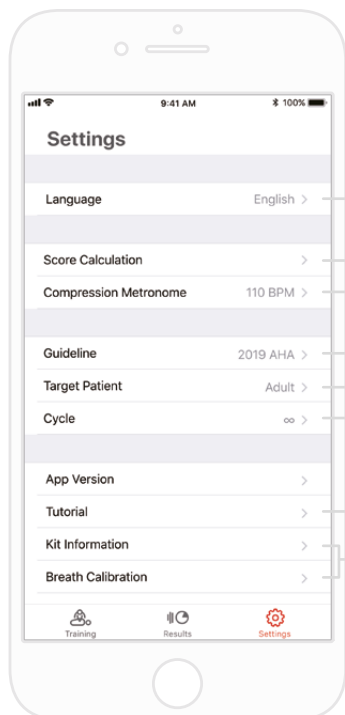 9:41 AM 100%
Settings
Language English >
Score Calculation >
Compression Metronome 110 BPM >
Guideline 2019 AHA >
Target Patient Adult >
Cycle ∞ >
App Version >
Tutorial >
Kit Information >
Breath Calibration >
Training Results Settings